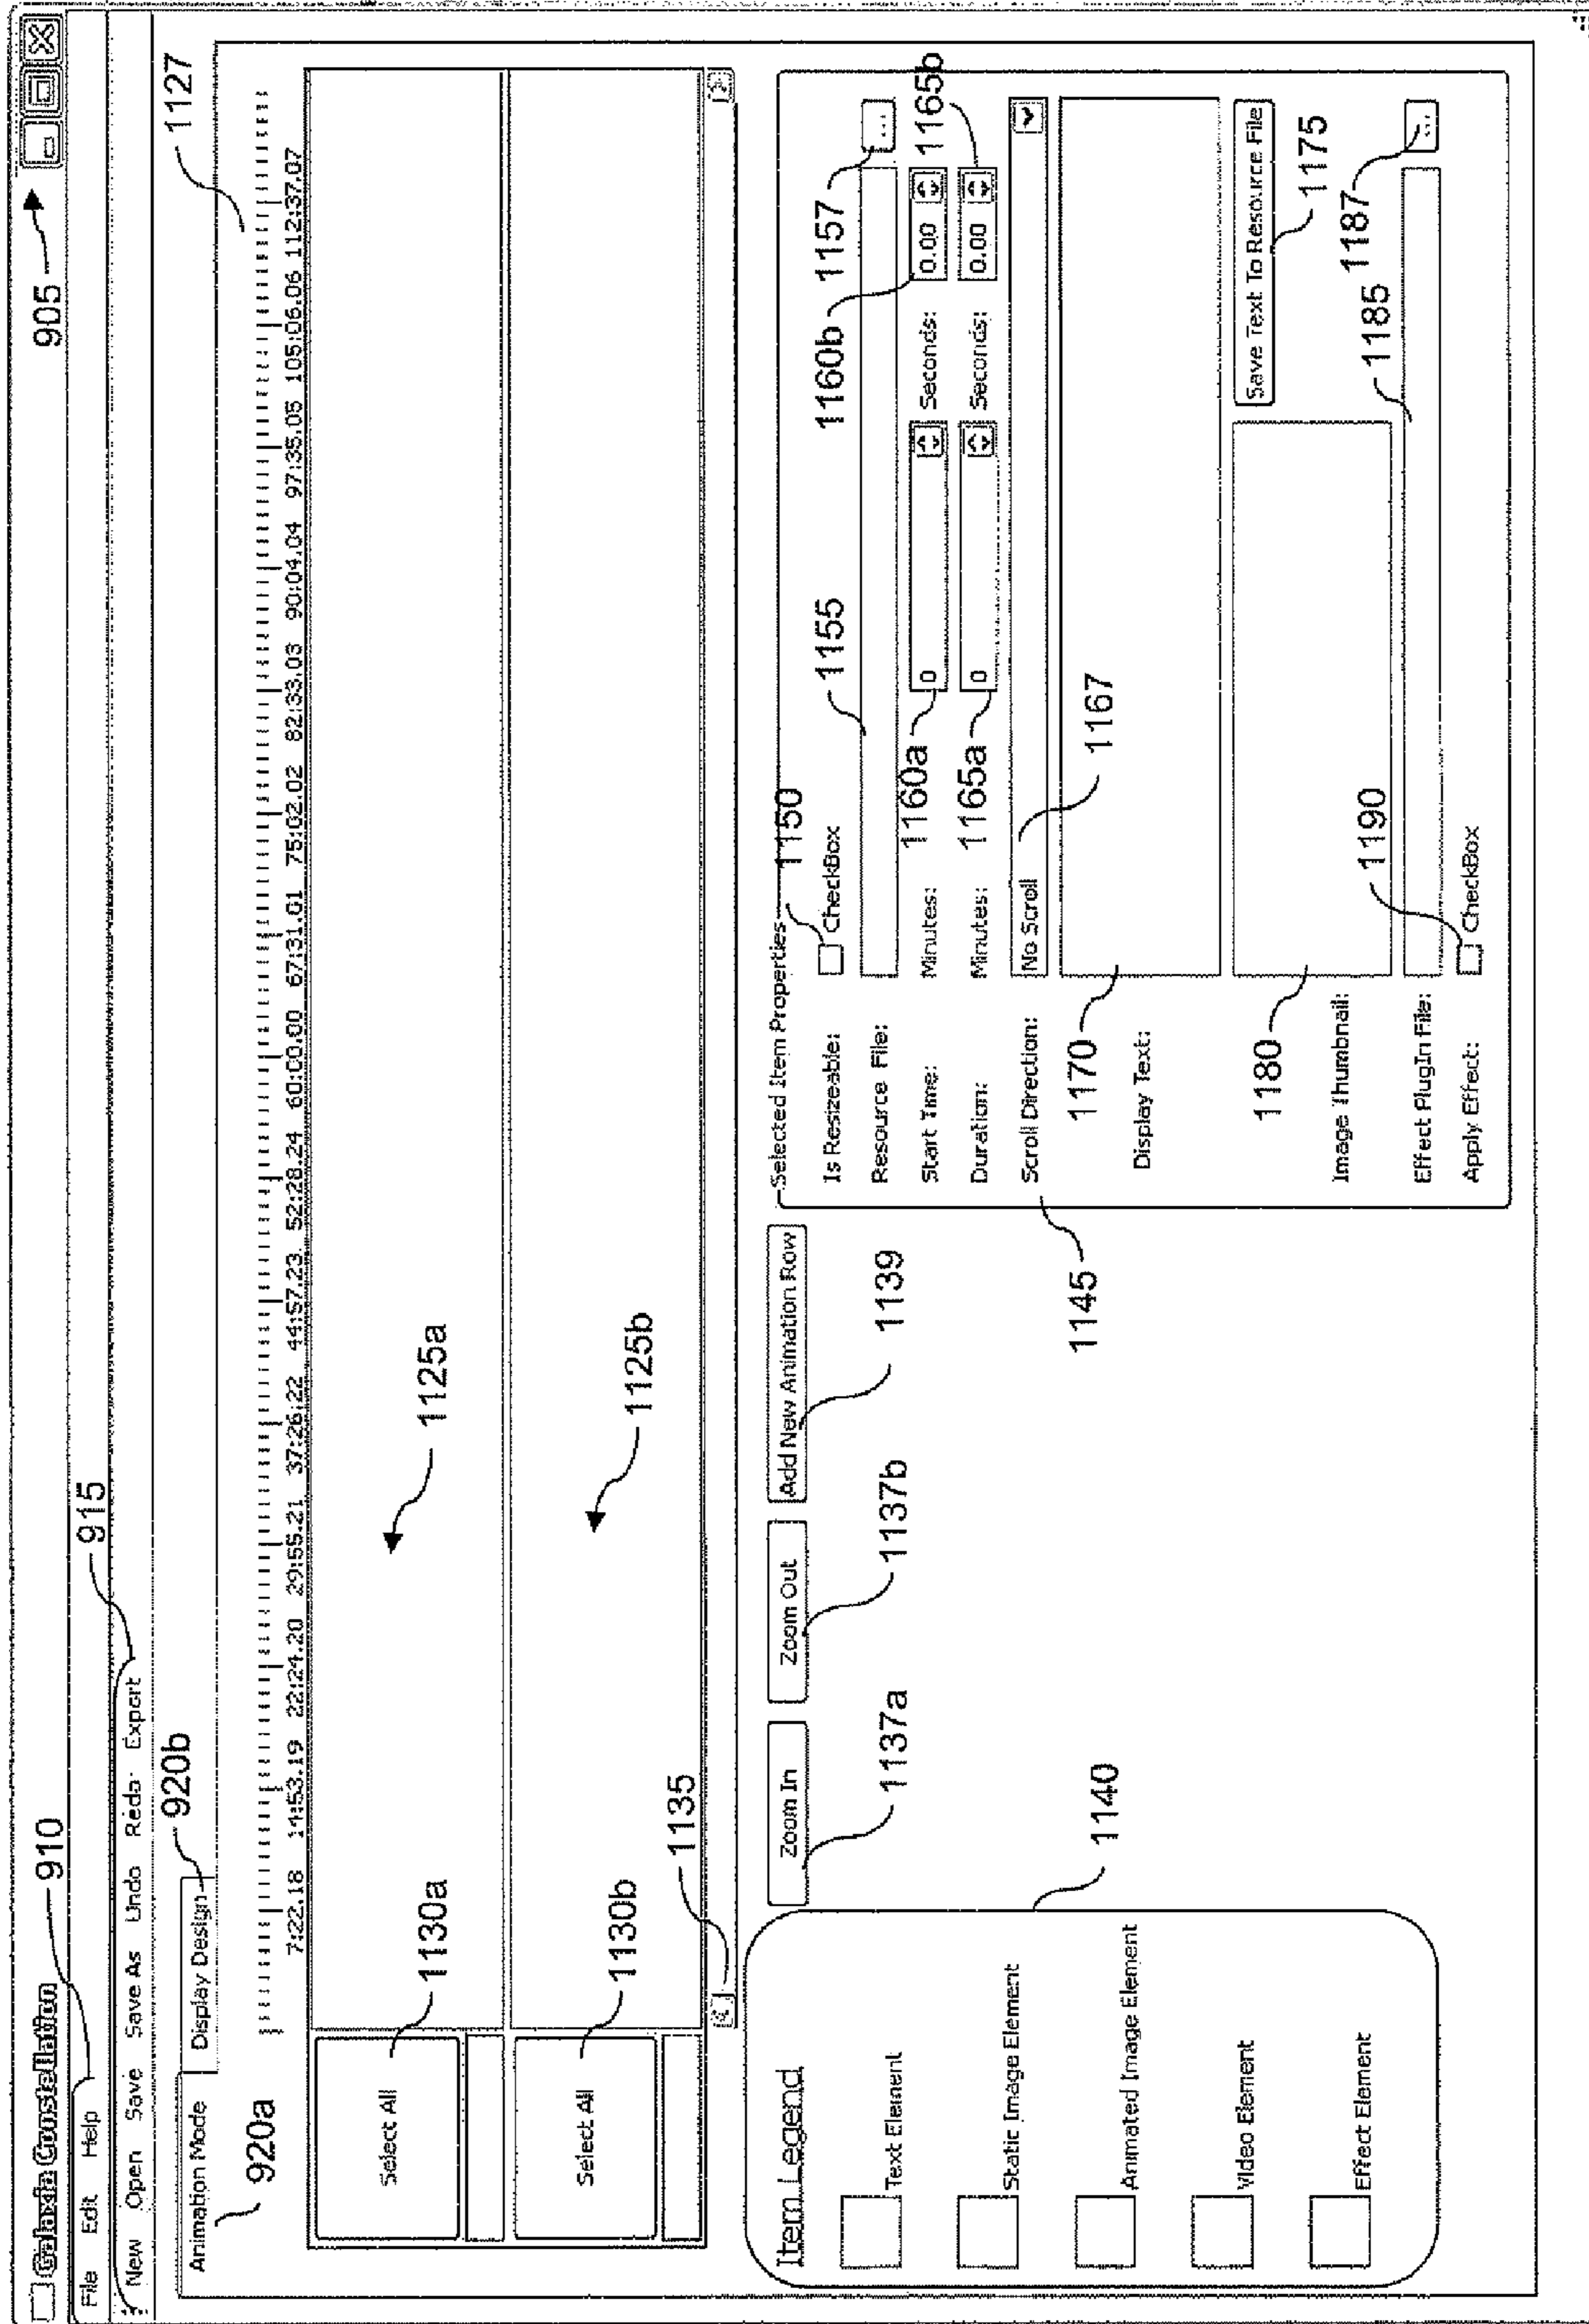 Galaxia Constellation
905
910
File Edit Help
915
New Open Save Save As Undo Redo Export
920b
Animation Mode Display Design
920a
1127
7:22.18 14:53.19 22:24.20 29:55.21 37:26:22 44:57.23 52:28.24 60:00.00 67:31.01 75:02.02 82:33.03 90:04.04 97:35.05 105:06.06 112:37.07
Select All
1130a
1125a
Select All
1130b
1125b
1135
Zoom In
Zoom Out
Add New Animation Row
1137a
1137b
1139
1140
Item Legend
Text Element
Static Image Element
Animated Image Element
Video Element
Effect Element
1145
Selected Item Properties
1150
Is Resizeable: CheckBox
1155
1157
Resource File: ...
1160a
1160b
Start Time: Minutes: 0 Seconds: 0.00
1165a
1165b
Duration: Minutes: 0 Seconds: 0.00
Scroll Direction: No Scroll
1167
1170
Display Text:
Save Text To Resource File
1175
1180
Image Thumbnail:
1185
1187
Effect PlugIn File: ...
1190
Apply Effect: CheckBox